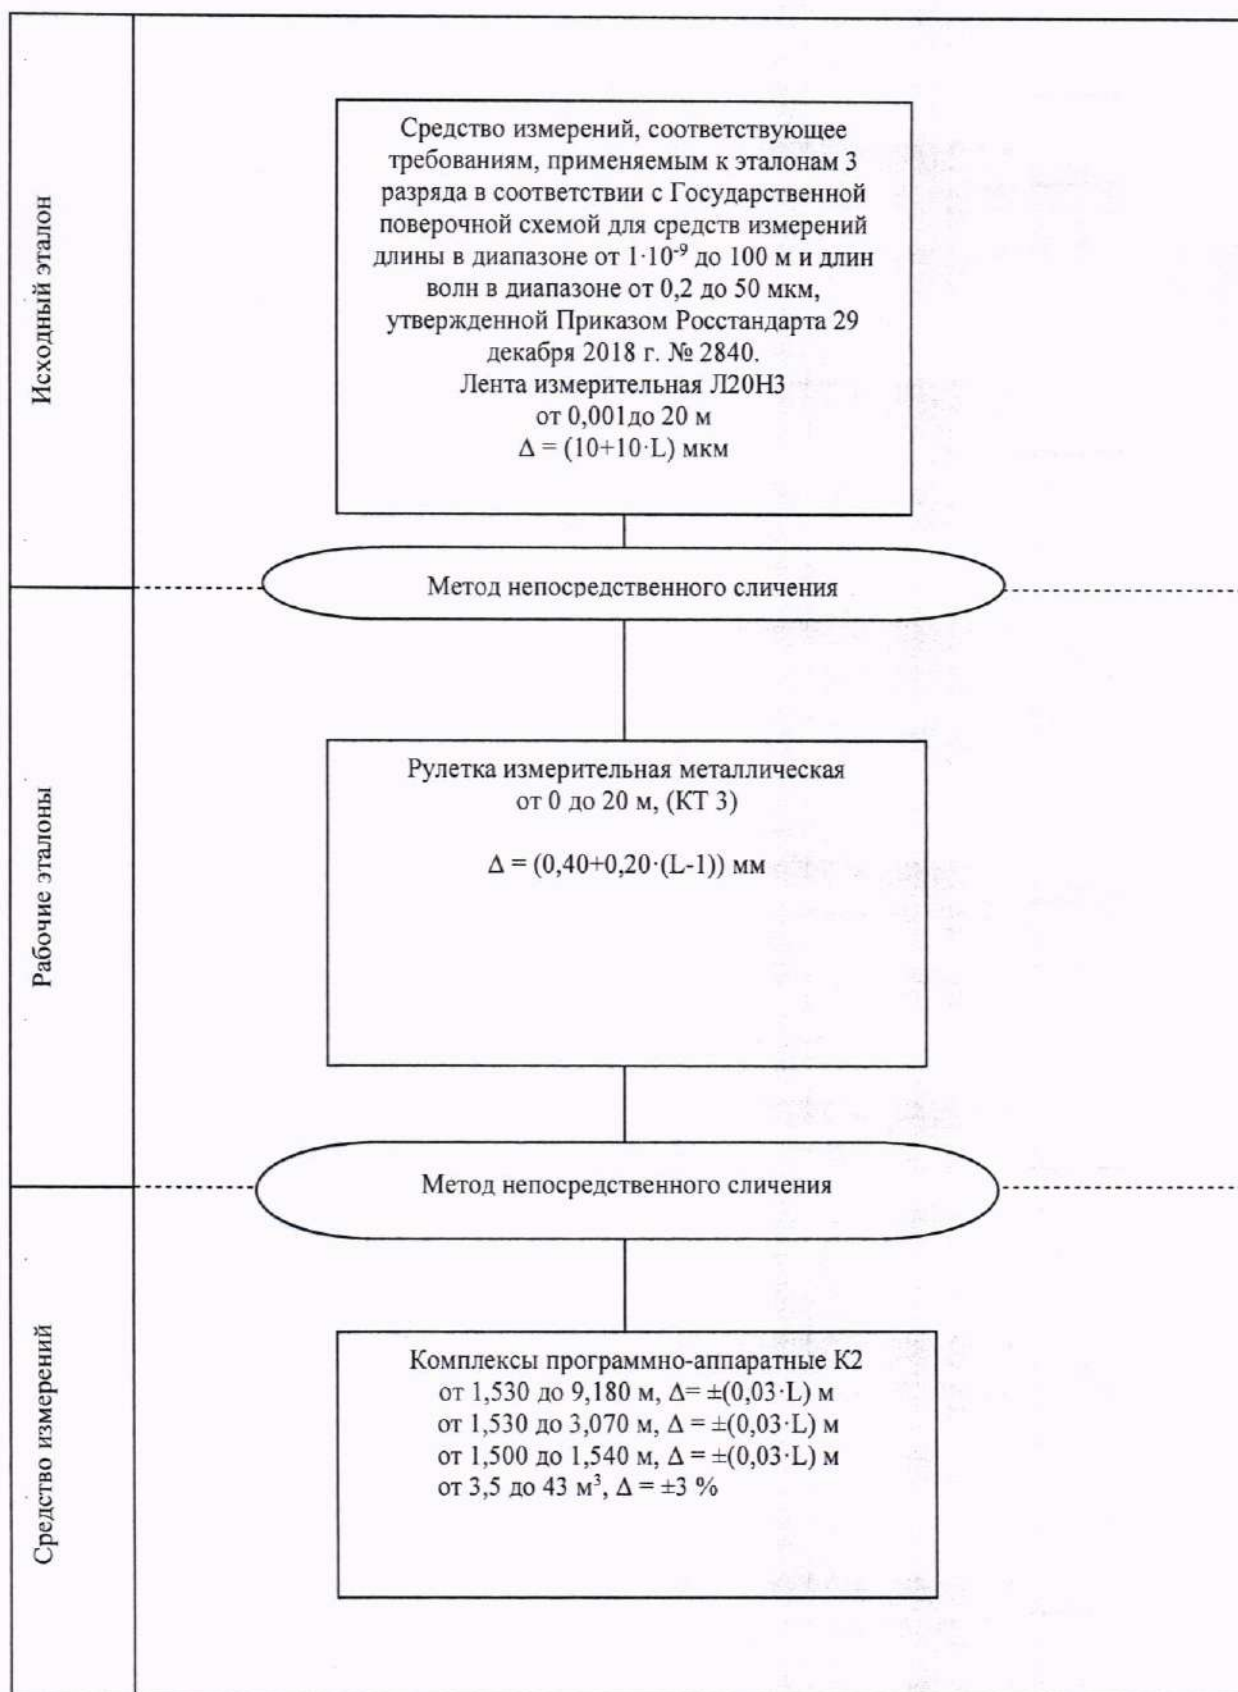 Исходный эталон
Средство измерений, соответствующее
требованиям, применяемым к эталонам 3
разряда в соответствии с Государственной
поверочной схемой для средств измерений
длины в диапазоне от 1·10⁻⁹ до 100 м и длин
волн в диапазоне от 0,2 до 50 мкм,
утвержденной Приказом Росстандарта 29
декабря 2018 г. № 2840.
Лента измерительная Л20Н3
от 0,001до 20 м
Δ = (10+10·L) мкм
Метод непосредственного сличения
Рабочие эталоны
Рулетка измерительная металлическая
от 0 до 20 м, (КТ 3)
Δ = (0,40+0,20·(L-1)) мм
Метод непосредственного сличения
Средство измерений
Комплексы программно-аппаратные К2
от 1,530 до 9,180 м, Δ= ±(0,03·L) м
от 1,530 до 3,070 м, Δ = ±(0,03·L) м
от 1,500 до 1,540 м, Δ = ±(0,03·L) м
от 3,5 до 43 м³, Δ = ±3 %